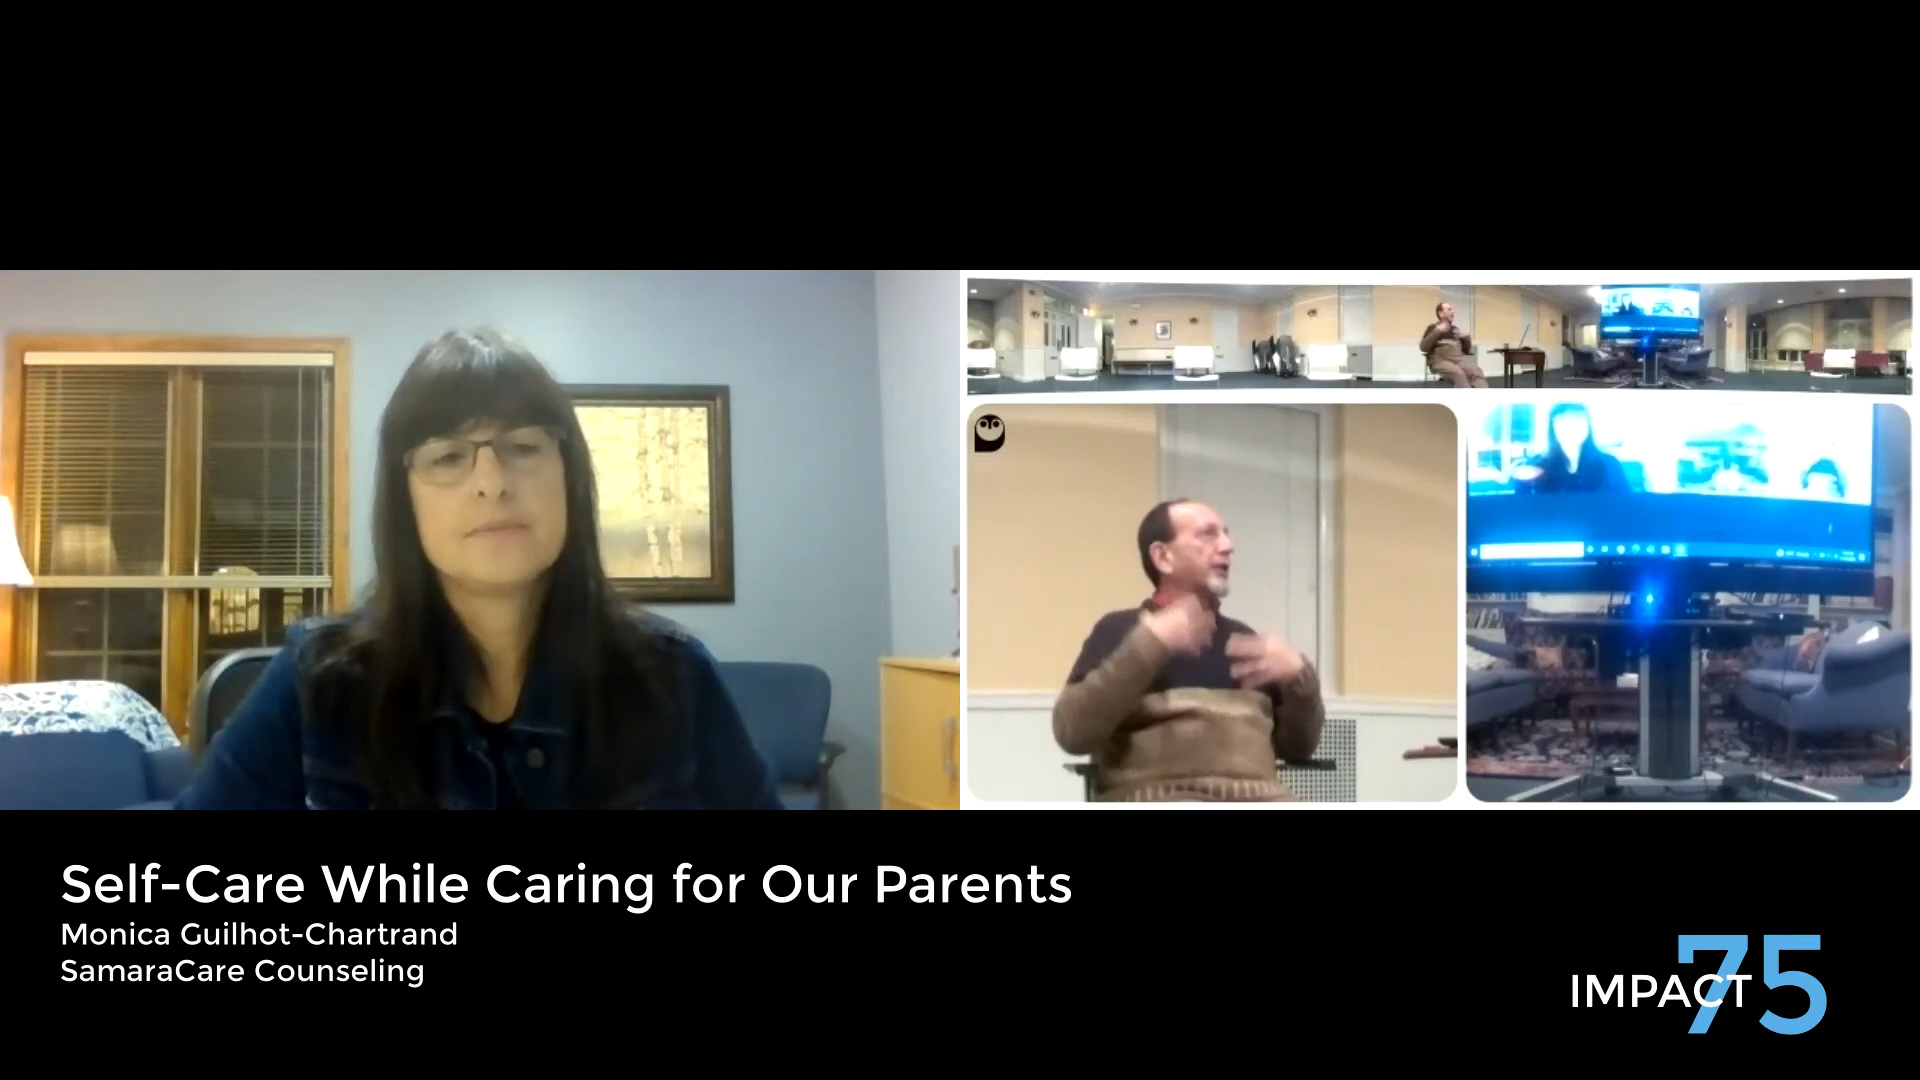 Self-Care While Caring for Our Parents
Monica Guilhot-Chartrand
SamaraCare Counseling
IMPACT
75